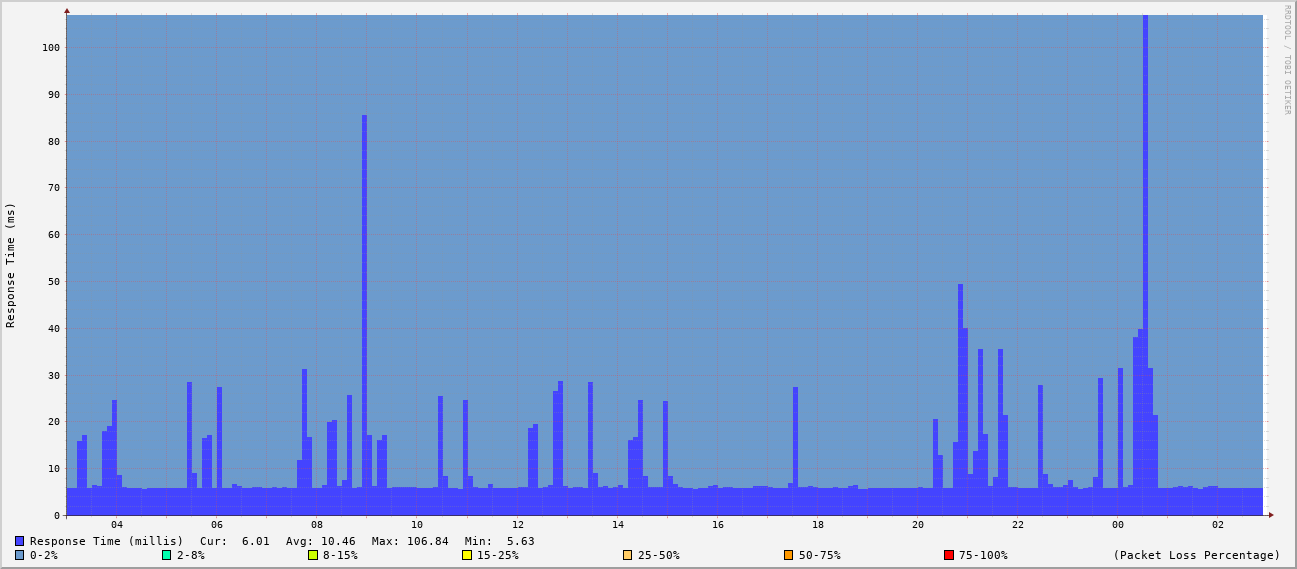 RRDTOOL / TOBI OETIKER
Response Time (ms)
100
90
80
70
60
50
40
30
20
10
0
04 06 08 10 12 14 16 18 20 22 00 02
Response Time (millis) Cur: 6.01 Avg: 10.46 Max: 106.84 Min: 5.63
0-2% 2-8% 8-15% 15-25% 25-50% 50-75% 75-100% (Packet Loss Percentage)